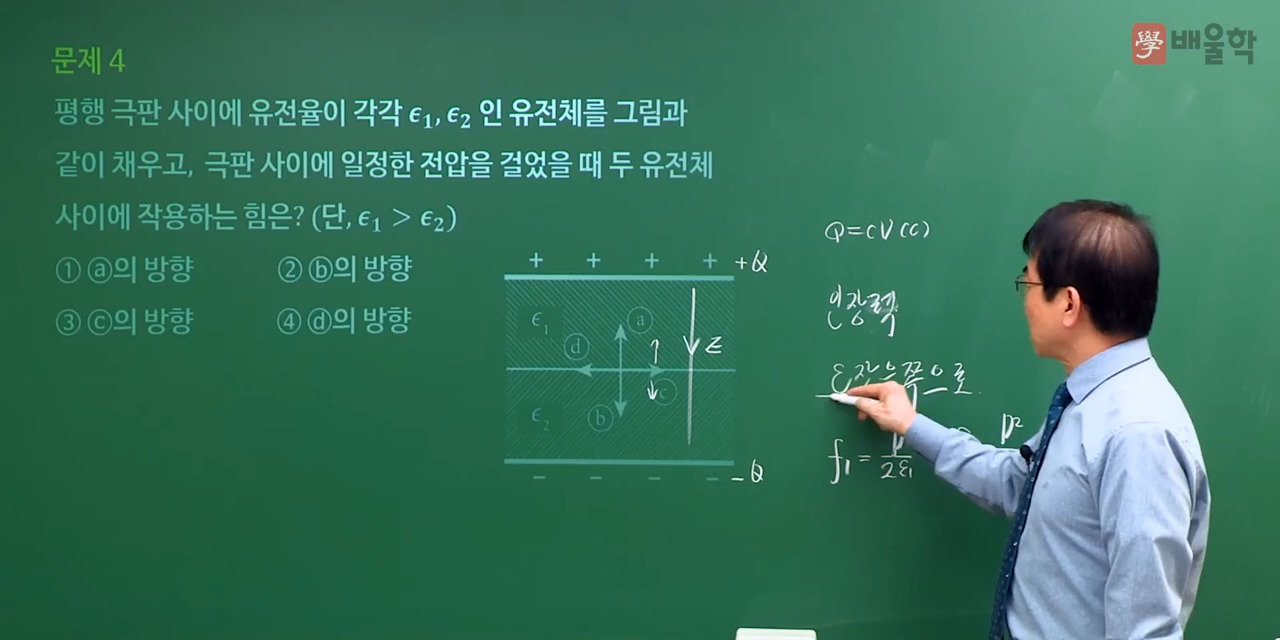 學 배울학
문제 4
평행 극판 사이에 유전율이 각각 ϵ₁, ϵ₂ 인 유전체를 그림과
같이 채우고, 극판 사이에 일정한 전압을 걸었을 때 두 유전체
사이에 작용하는 힘은? (단, ϵ₁ > ϵ₂)
① ⓐ의 방향 ② ⓑ의 방향
③ ⓒ의 방향 ④ ⓓ의 방향
+ + + + +Q
ϵ₁
ⓐ
ⓓ
E
ⓒ
ϵ₂
ⓑ
− − − − −Q
Q=CV(C)
인장력
ε작은쪽으로
f₁ = 2ε₁ D²